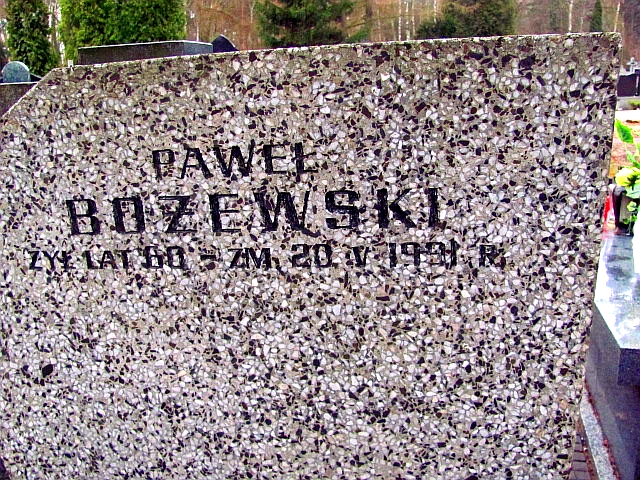 PAWEŁ
BOŻEWSKI
ŻYŁ LAT 60 - ZM. 20 V 1991 R.